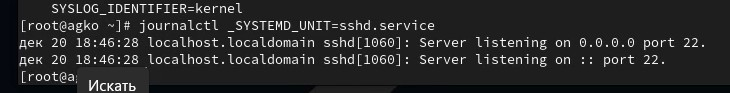 SYSLOG_IDENTIFIER=kernel
[root@agko ~]# journalctl _SYSTEMD_UNIT=sshd.service
дек 20 18:46:28 localhost.localdomain sshd[1060]: Server listening on 0.0.0.0 port 22.
дек 20 18:46:28 localhost.localdomain sshd[1060]: Server listening on :: port 22.
[root@ag
Искать